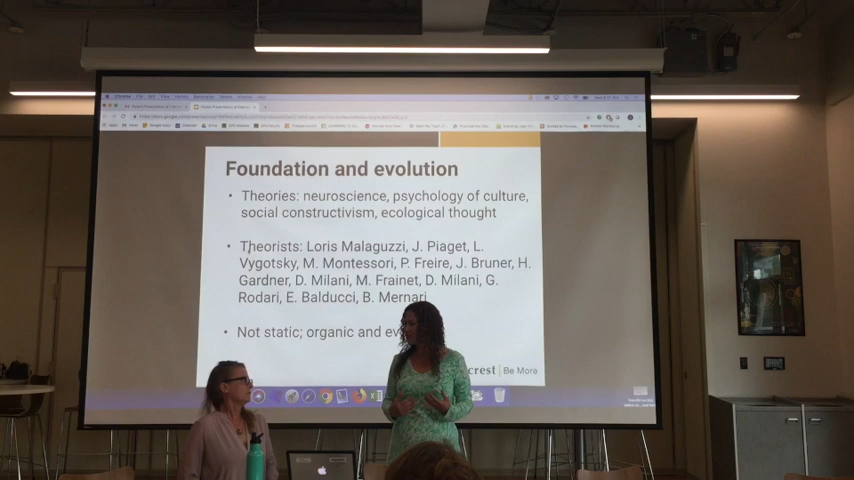 Foundation and evolution
• Theories: neuroscience, psychology of culture,
social constructivism, ecological thought
• Theorists: Loris Malaguzzi, J. Piaget, L.
Vygotsky, M. Montessori, P. Freire, J. Bruner, H.
Gardner, D. Milani, M. Frainet, D. Milani, G.
Rodari, E. Balducci, B. Mernari
• Not static; organic and ev
crest | Be More